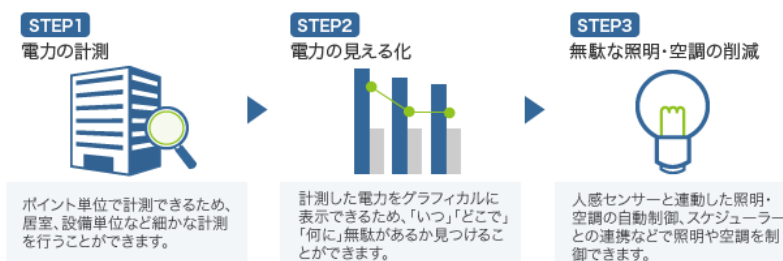 STEP1
電力の計測
ポイント単位で計測できるため、
居室、設備単位など細かな計測
を行うことができます。
STEP2
電力の見える化
計測した電力をグラフィカルに
表示できるため、「いつ」「どこで」
「何に」無駄があるか見つけるこ
とができます。
STEP3
無駄な照明・空調の削減
人感センサーと連動した照明・
空調の自動制御、スケジューラー
との連携などで照明や空調を制
御できます。